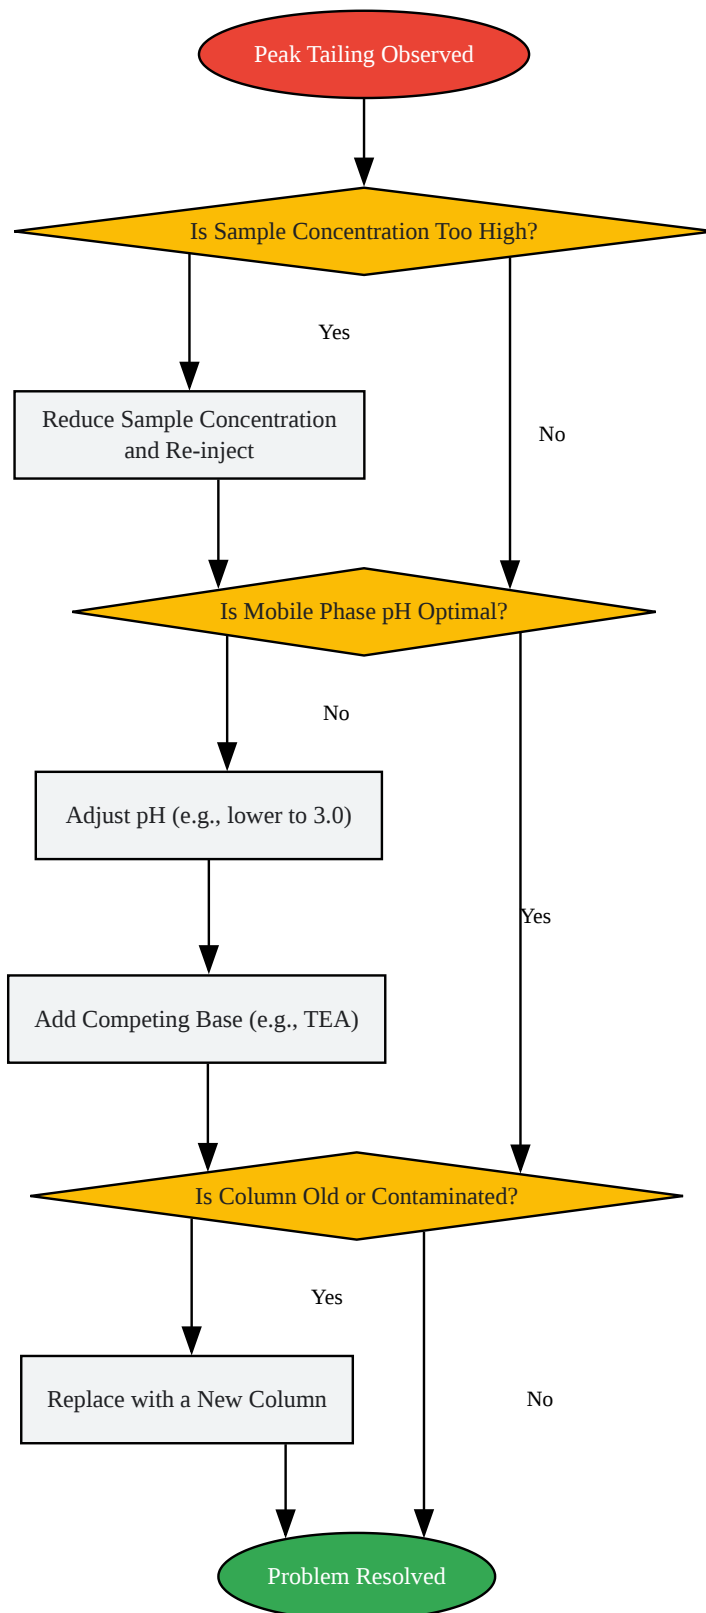 Peak Tailing Observed
Is Sample Concentration Too High?
Yes
Reduce Sample Concentration
and Re-inject
No
Is Mobile Phase pH Optimal?
No
Adjust pH (e.g., lower to 3.0)
Yes
Add Competing Base (e.g., TEA)
Is Column Old or Contaminated?
Yes
Replace with a New Column
No
Problem Resolved